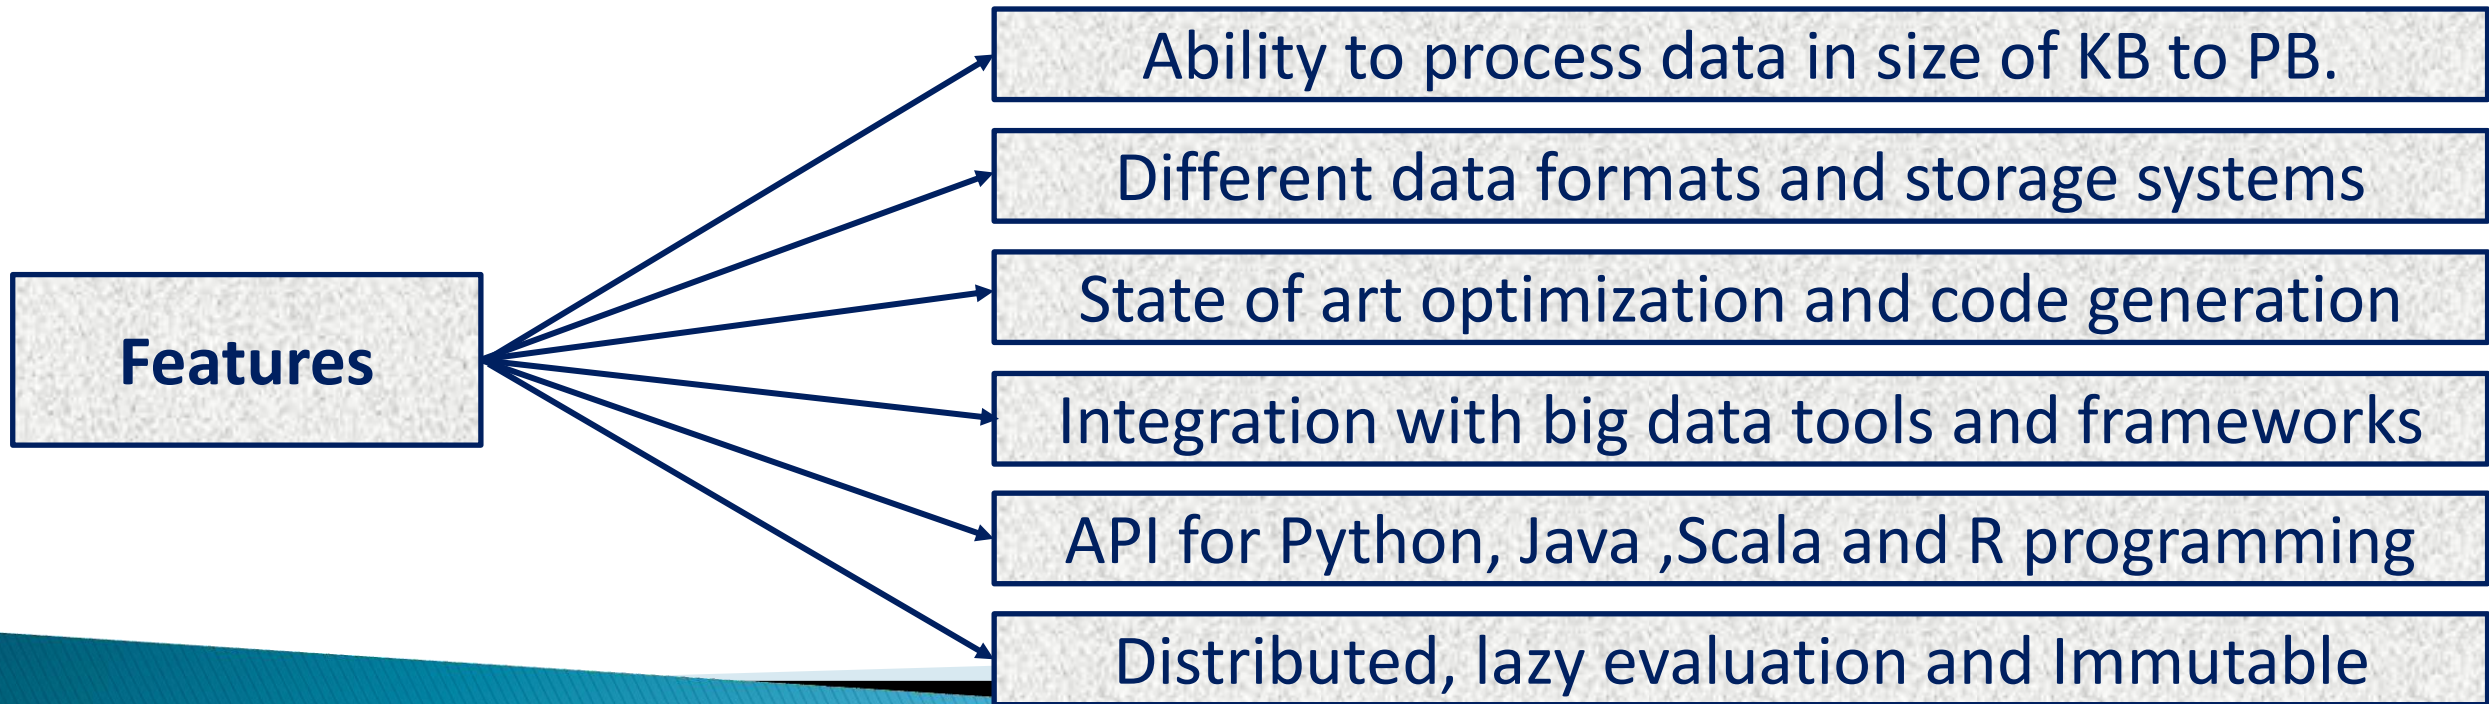 Ability to process data in size of KB to PB.
Different data formats and storage systems
State of art optimization and code generation
Features
Integration with big data tools and frameworks
API for Python, Java ,Scala and R programming
Distributed, lazy evaluation and Immutable